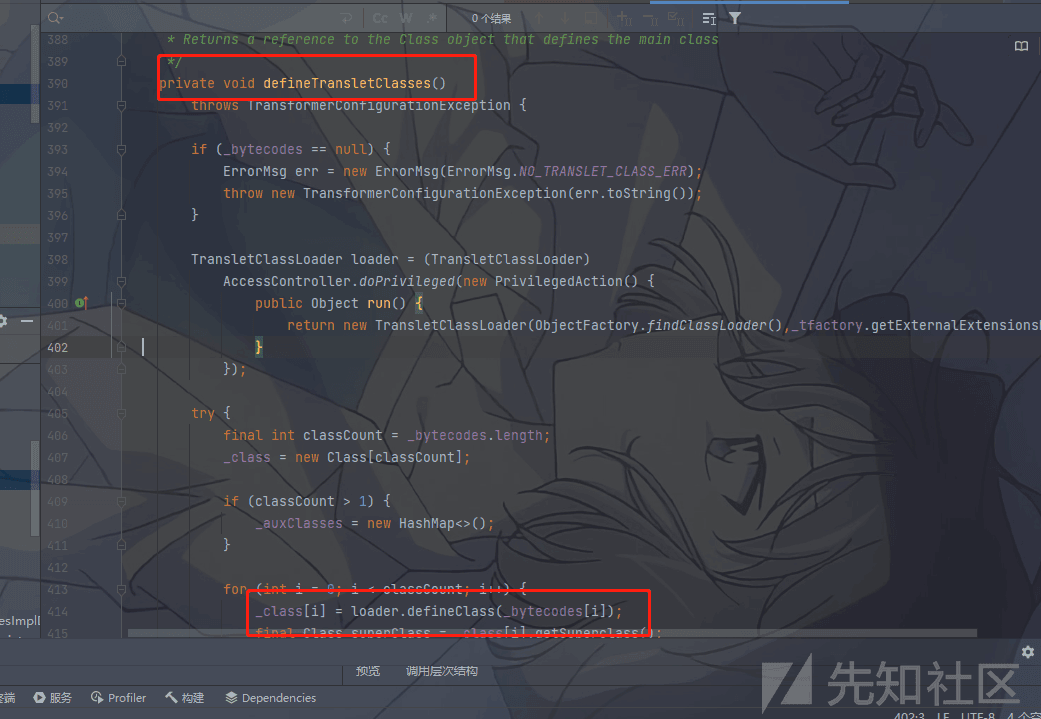 Cc W .* 0 个结果
388 * Returns a reference to the Class object that defines the main class
389 */
390 private void defineTransletClasses()
391 throws TransformerConfigurationException {
392
393 if (_bytecodes == null) {
394 ErrorMsg err = new ErrorMsg(ErrorMsg.NO_TRANSLET_CLASS_ERR);
395 throw new TransformerConfigurationException(err.toString());
396 }
397
398 TransletClassLoader loader = (TransletClassLoader)
399 AccessController.doPrivileged(new PrivilegedAction() {
400 public Object run() {
401 return new TransletClassLoader(ObjectFactory.findClassLoader(),_tfactory.getExternalExtensions
402 }
403 });
404
405 try {
406 final int classCount = _bytecodes.length;
407 _class = new Class[classCount];
408
409 if (classCount > 1) {
410 _auxClasses = new HashMap<>();
411 }
412
413 for (int i = 0; i < classCount; i++) {
414 _class[i] = loader.defineClass(_bytecodes[i]);
415 final Class superClass = _class[i].getSuperclass();
esImpl
预览 调用层次结构
终端 服务 Profiler 构建 Dependencies
先知社区
402:3 LF UTF-8 4 个空